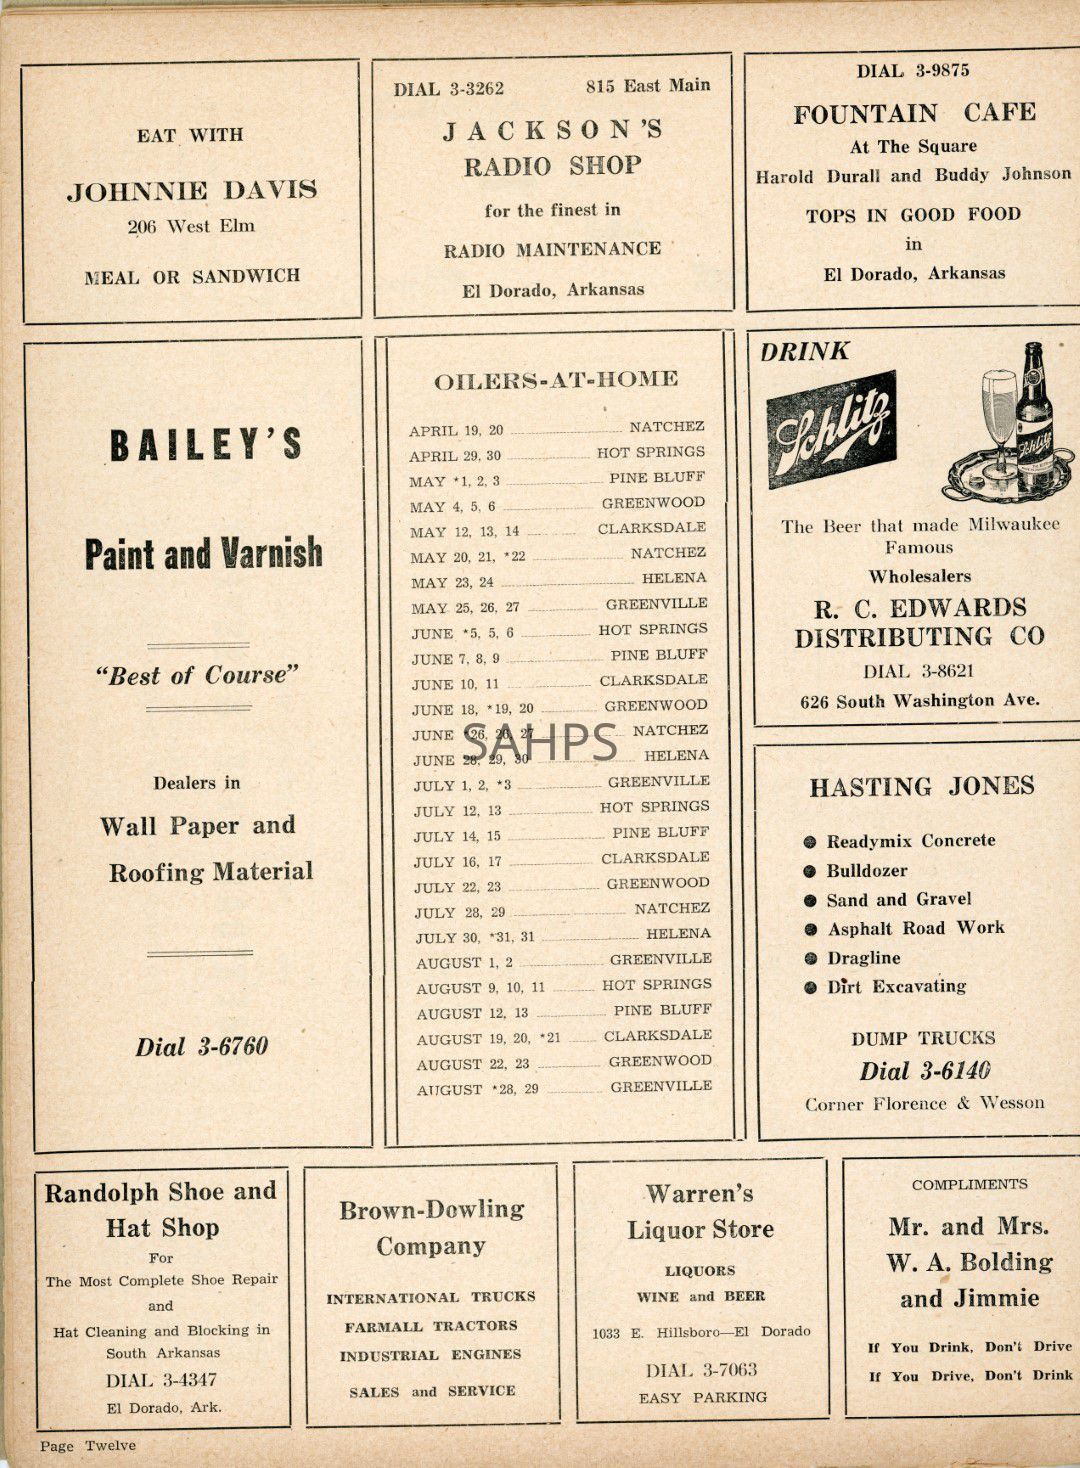 EAT WITH
JOHNNIE DAVIS
206 West Elm
MEAL OR SANDWICH
DIAL 3-3262 815 East Main
JACKSON'S
RADIO SHOP
for the finest in
RADIO MAINTENANCE
El Dorado, Arkansas
DIAL 3-9875
FOUNTAIN CAFE
At The Square
Harold Durall and Buddy Johnson
TOPS IN GOOD FOOD
in
El Dorado, Arkansas
BAILEY'S
Paint and Varnish
"Best of Course"
Dealers in
Wall Paper and
Roofing Material
Dial 3-6760
OILERS-AT-HOME
APRIL 19, 20 NATCHEZ
APRIL 29, 30 HOT SPRINGS
MAY *1, 2, 3 PINE BLUFF
MAY 4, 5, 6 GREENWOOD
MAY 12, 13, 14 CLARKSDALE
MAY 20, 21, *22 NATCHEZ
MAY 23, 24 HELENA
MAY 25, 26, 27 GREENVILLE
JUNE *5, 5, 6 HOT SPRINGS
JUNE 7, 8, 9 PINE BLUFF
JUNE 10, 11 CLARKSDALE
JUNE 18, *19, 20 GREENWOOD
JUNE *26, 26, 27 NATCHEZ
SAHPS
JUNE 28, 29, 30 HELENA
JULY 1, 2, *3 GREENVILLE
JULY 12, 13 HOT SPRINGS
JULY 14, 15 PINE BLUFF
JULY 16, 17 CLARKSDALE
JULY 22, 23 GREENWOOD
JULY 28, 29 NATCHEZ
JULY 30, *31, 31 HELENA
AUGUST 1, 2 GREENVILLE
AUGUST 9, 10, 11 HOT SPRINGS
AUGUST 12, 13 PINE BLUFF
AUGUST 19, 20, *21 CLARKSDALE
AUGUST 22, 23 GREENWOOD
AUGUST *28, 29 GREENVILLE
DRINK
Schlitz
Schlitz
The Beer that made Milwaukee
Famous
Wholesalers
R. C. EDWARDS
DISTRIBUTING CO
DIAL 3-8621
626 South Washington Ave.
HASTING JONES
● Readymix Concrete
● Bulldozer
● Sand and Gravel
● Asphalt Road Work
● Dragline
● Dirt Excavating
DUMP TRUCKS
Dial 3-6140
Corner Florence & Wesson
Randolph Shoe and
Hat Shop
For
The Most Complete Shoe Repair
and
Hat Cleaning and Blocking in
South Arkansas
DIAL 3-4347
El Dorado, Ark.
Brown-Dowling
Company
INTERNATIONAL TRUCKS
FARMALL TRACTORS
INDUSTRIAL ENGINES
SALES and SERVICE
Warren's
Liquor Store
LIQUORS
WINE and BEER
1033 E. Hillsboro—El Dorado
DIAL 3-7063
EASY PARKING
COMPLIMENTS
Mr. and Mrs.
W. A. Bolding
and Jimmie
If You Drink, Don't Drive
If You Drive, Don't Drink
Page Twelve